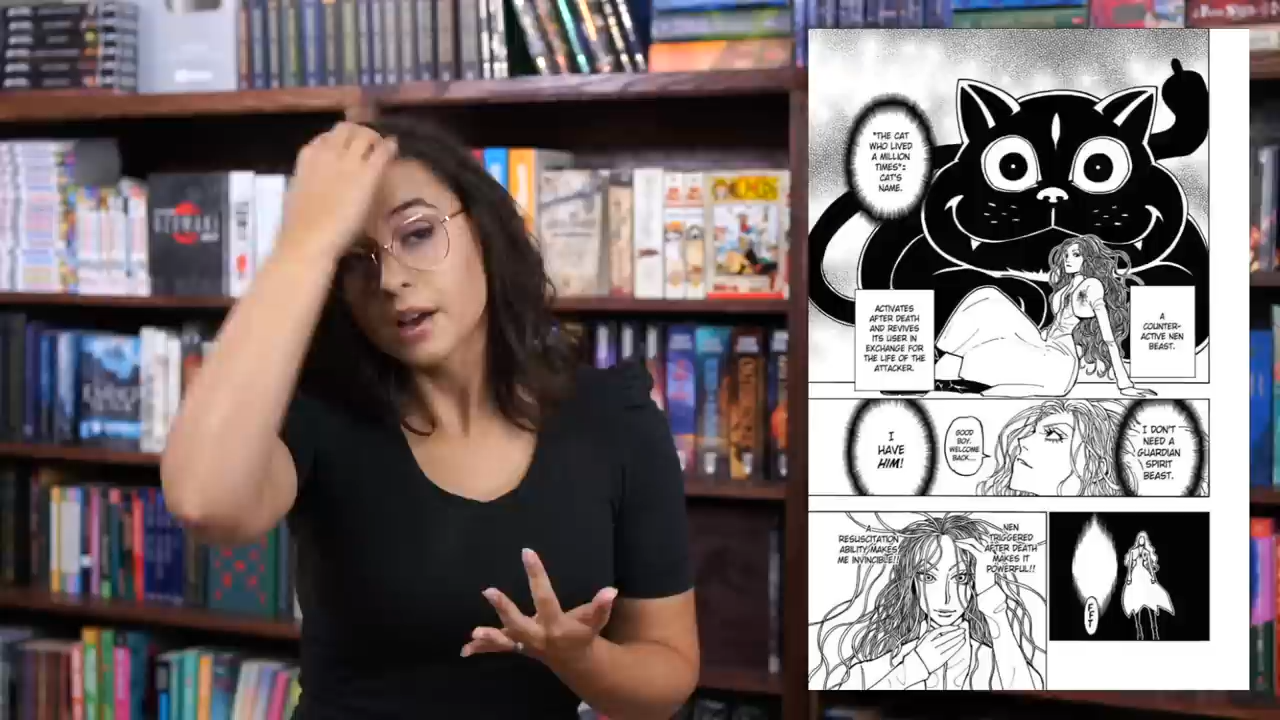 "THE CAT
WHO LIVED
A MILLION
TIMES":
CAT'S
NAME.
ACTIVATES
AFTER DEATH
AND REVIVES
ITS USER IN
EXCHANGE FOR
THE LIFE OF THE
ATTACKER.
A
COUNTER-
ACTIVE NEN
BEAST.
I
HAVE
HIM!
GOOD
BOY.
WELCOME
BACK...
I DON'T
NEED A
GUARDIAN
SPIRIT
BEAST.
A
RESUSCITATION
ABILITY MAKES
ME INVINCIBLE!!
NEN
TRIGGERED
AFTER DEATH
MAKES IT
POWERFUL!!
FFT